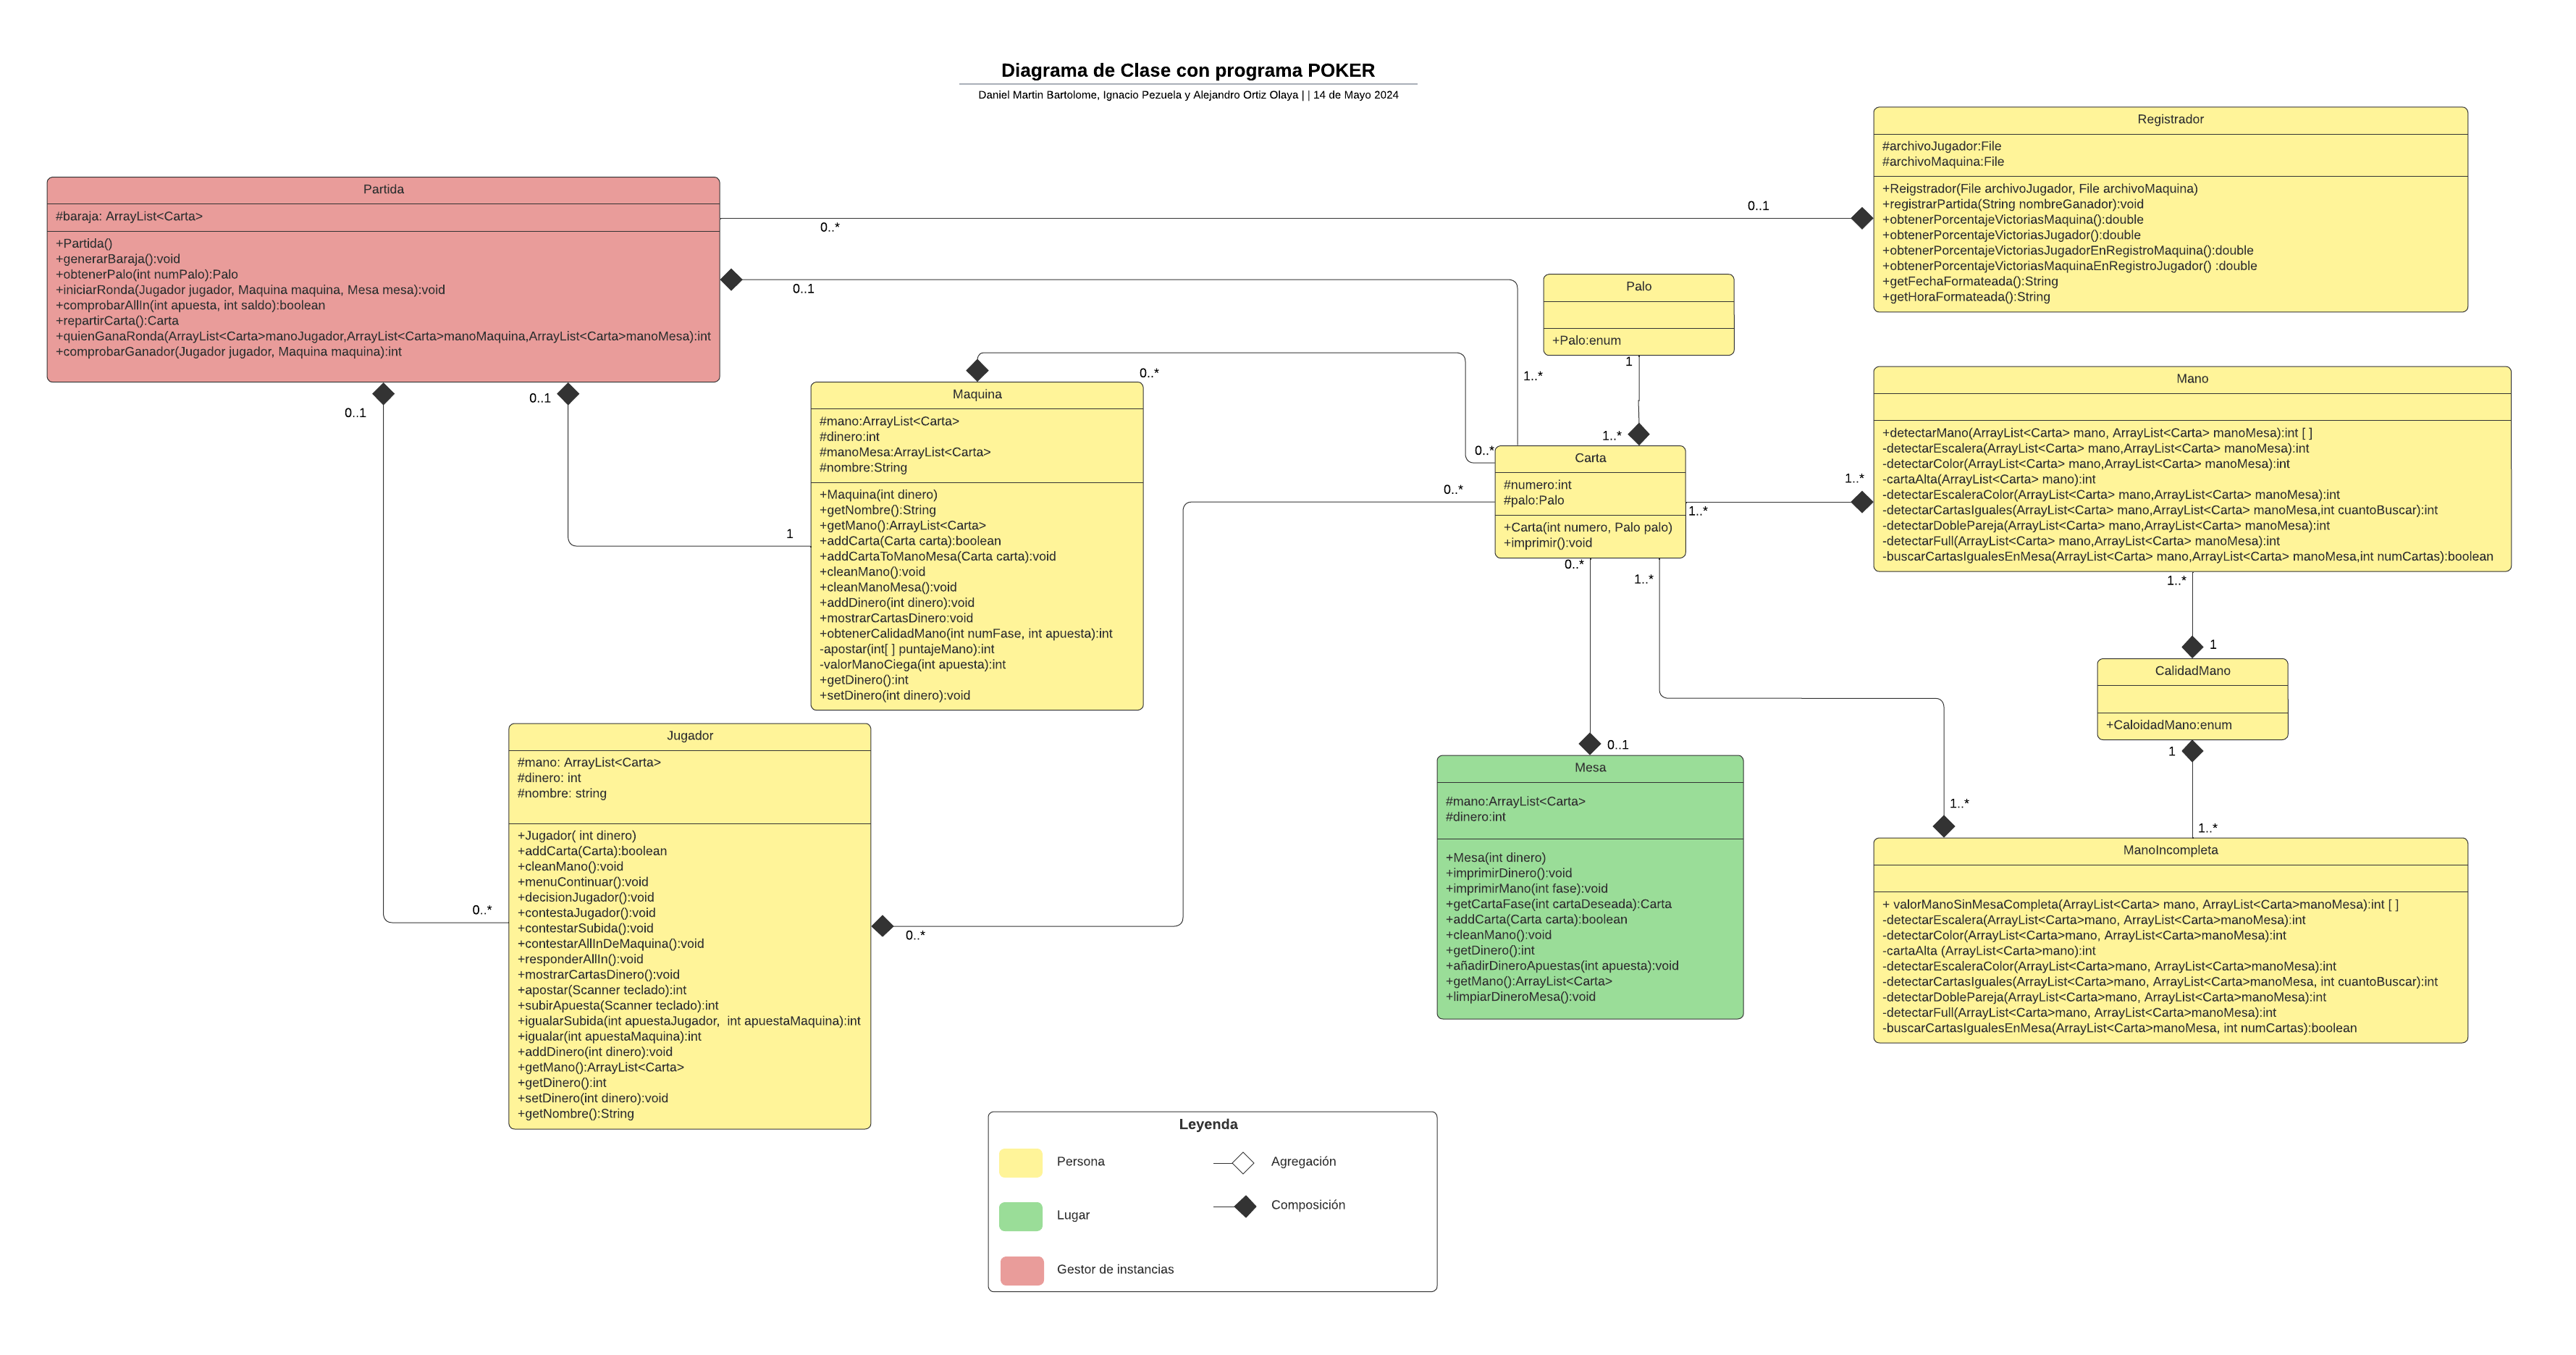 Diagrama de Clase con programa POKER
Daniel Martin Bartolome, Ignacio Pezuela y Alejandro Ortiz Olaya | | 14 de Mayo 2024
Registrador
#archivoJugador:File
#archivoMaquina:File
+Reigstrador(File archivoJugador, File archivoMaquina)
+registrarPartida(String nombreGanador):void
+obtenerPorcentajeVictoriasMaquina():double
+obtenerPorcentajeVictoriasJugador():double
+obtenerPorcentajeVictoriasJugadorEnRegistroMaquina():double
+obtenerPorcentajeVictoriasMaquinaEnRegistroJugador() :double
+getFechaFormateada():String
+getHoraFormateada():String
Partida
#baraja: ArrayList<Carta>
+Partida()
+generarBaraja():void
+obtenerPalo(int numPalo):Palo
+iniciarRonda(Jugador jugador, Maquina maquina, Mesa mesa):void
+comprobarAllIn(int apuesta, int saldo):boolean
+repartirCarta():Carta
+quienGanaRonda(ArrayList<Carta>manoJugador,ArrayList<Carta>manoMaquina,ArrayList<Carta>manoMesa):int
+comprobarGanador(Jugador jugador, Maquina maquina):int
0..*
0..1
0..1
1..*
0..1
0..1
Palo
+Palo:enum
1
1..*
Maquina
#mano:ArrayList<Carta>
#dinero:int
#manoMesa:ArrayList<Carta>
#nombre:String
+Maquina(int dinero)
+getNombre():String
+getMano():ArrayList<Carta>
+addCarta(Carta carta):boolean
+addCartaToManoMesa(Carta carta):void
+cleanMano():void
+cleanManoMesa():void
+addDinero(int dinero):void
+mostrarCartasDinero:void
+obtenerCalidadMano(int numFase, int apuesta):int
-apostar(int[ ] puntajeMano):int
-valorManoCiega(int apuesta):int
+getDinero():int
+setDinero(int dinero):void
0..*
0..*
1
Carta
#numero:int
#palo:Palo
+Carta(int numero, Palo palo)
+imprimir():void
0..*
1..*
1..*
0..*
1..*
Mano
+detectarMano(ArrayList<Carta> mano, ArrayList<Carta> manoMesa):int [ ]
-detectarEscalera(ArrayList<Carta> mano,ArrayList<Carta> manoMesa):int
-detectarColor(ArrayList<Carta> mano,ArrayList<Carta> manoMesa):int
-cartaAlta(ArrayList<Carta> mano):int
-detectarEscaleraColor(ArrayList<Carta> mano,ArrayList<Carta> manoMesa):int
-detectarCartasIguales(ArrayList<Carta> mano,ArrayList<Carta> manoMesa,int cuantoBuscar):int
-detectarDoblePareja(ArrayList<Carta> mano,ArrayList<Carta> manoMesa):int
-detectarFull(ArrayList<Carta> mano,ArrayList<Carta> manoMesa):int
-buscarCartasIgualesEnMesa(ArrayList<Carta> mano,ArrayList<Carta> manoMesa,int numCartas):boolean
1..*
1
CalidadMano
+CaloidadMano:enum
1
1..*
Jugador
#mano: ArrayList<Carta>
#dinero: int
#nombre: string
+Jugador( int dinero)
+addCarta(Carta):boolean
+cleanMano():void
+menuContinuar():void
+decisionJugador():void
+contestaJugador():void
+contestarSubida():void
+contestarAllInDeMaquina():void
+responderAllIn():void
+mostrarCartasDinero():void
+apostar(Scanner teclado):int
+subirApuesta(Scanner teclado):int
+igualarSubida(int apuestaJugador,  int apuestaMaquina):int
+igualar(int apuestaMaquina):int
+addDinero(int dinero):void
+getMano():ArrayList<Carta>
+getDinero():int
+setDinero(int dinero):void
+getNombre():String
0..*
0..*
0..1
Mesa
#mano:ArrayList<Carta>
#dinero:int
+Mesa(int dinero)
+imprimirDinero():void
+imprimirMano(int fase):void
+getCartaFase(int cartaDeseada):Carta
+addCarta(Carta carta):boolean
+cleanMano():void
+getDinero():int
+añadirDineroApuestas(int apuesta):void
+getMano():ArrayList<Carta>
+limpiarDineroMesa():void
1..*
ManoIncompleta
+ valorManoSinMesaCompleta(ArrayList<Carta> mano, ArrayList<Carta>manoMesa):int [ ]
-detectarEscalera(ArrayList<Carta>mano, ArrayList<Carta>manoMesa):int
-detectarColor(ArrayList<Carta>mano, ArrayList<Carta>manoMesa):int
-cartaAlta (ArrayList<Carta>mano):int
-detectarEscaleraColor(ArrayList<Carta>mano, ArrayList<Carta>manoMesa):int
-detectarCartasIguales(ArrayList<Carta>mano, ArrayList<Carta>manoMesa, int cuantoBuscar):int
-detectarDoblePareja(ArrayList<Carta>mano, ArrayList<Carta>manoMesa):int
-detectarFull(ArrayList<Carta>mano, ArrayList<Carta>manoMesa):int
-buscarCartasIgualesEnMesa(ArrayList<Carta>manoMesa, int numCartas):boolean
Leyenda
Persona
Agregación
Lugar
Composición
Gestor de instancias